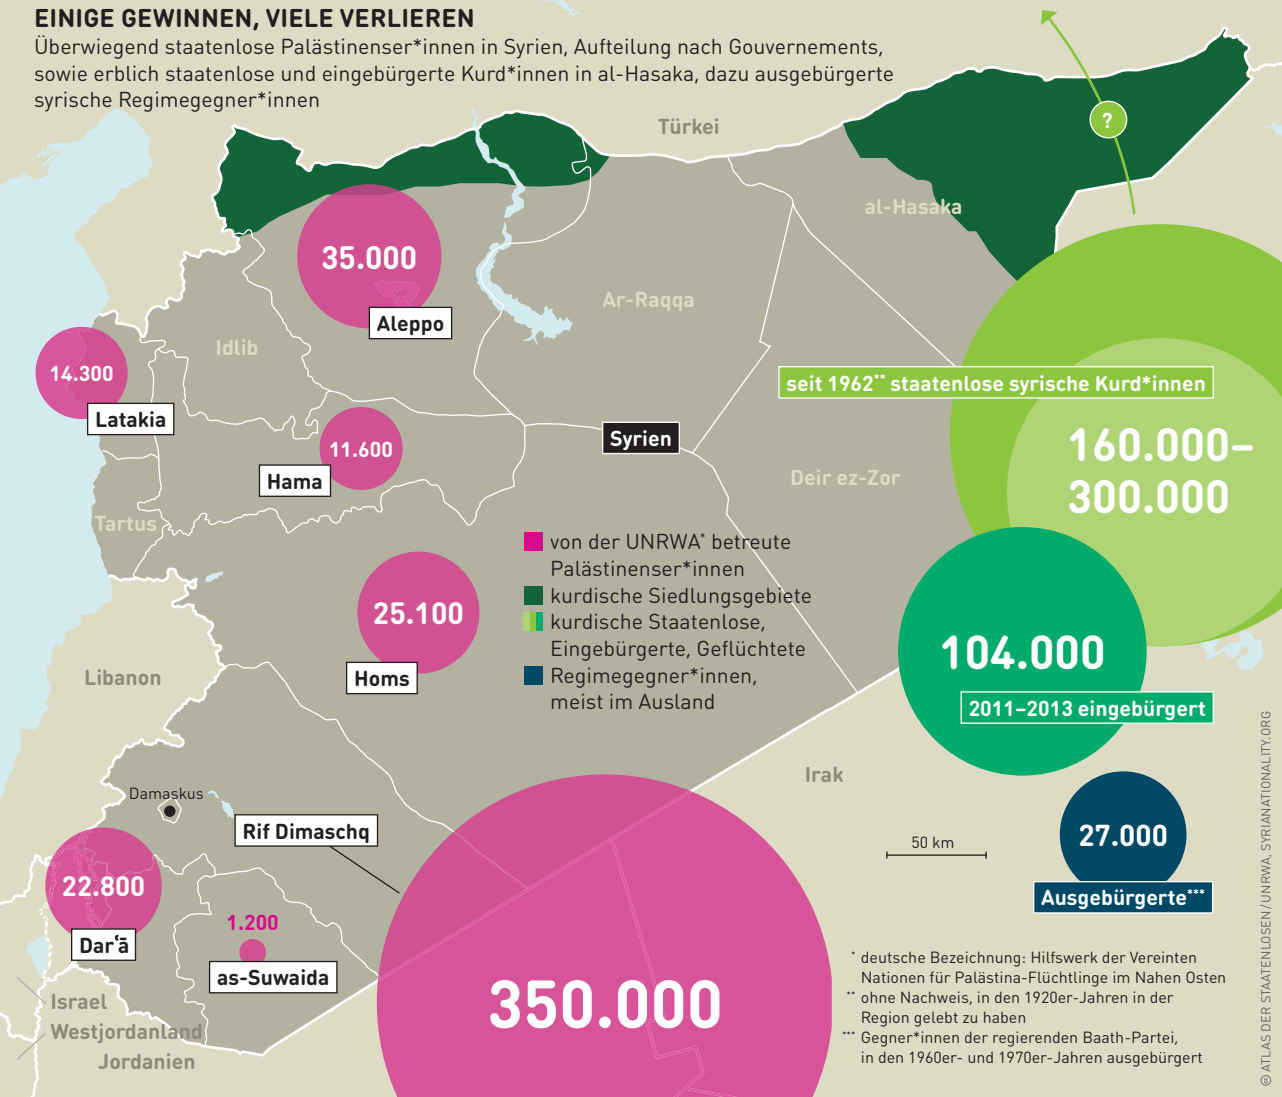 EINIGE GEWINNEN, VIELE VERLIEREN
Überwiegend staatenlose Palästinenser*innen in Syrien, Aufteilung nach Gouvernements,
sowie erblich staatenlose und eingebürgerte Kurd*innen in al-Hasaka, dazu ausgebürgerte
syrische Regimegegner*innen
Türkei
?
al-Hasaka
35.000
Aleppo
Ar-Raqqa
Idlib
14.300
Latakia
seit 1962** staatenlose syrische Kurd*innen
160.000–
300.000
11.600
Hama
Syrien
Deir ez-Zor
Tartus
von der UNRWA* betreute
Palästinenser*innen
kurdische Siedlungsgebiete
kurdische Staatenlose,
Eingebürgerte, Geflüchtete
Regimegegner*innen,
meist im Ausland
25.100
Homs
104.000
2011–2013 eingebürgert
Libanon
Irak
Damaskus
Rif Dimaschq
50 km
27.000
Ausgebürgerte***
22.800
Dar‘ā
1.200
as-Suwaida
350.000
Israel
Westjordanland
Jordanien
* deutsche Bezeichnung: Hilfswerk der Vereinten
Nationen für Palästina-Flüchtlinge im Nahen Osten
** ohne Nachweis, in den 1920er-Jahren in der
Region gelebt zu haben
*** Gegner*innen der regierenden Baath-Partei,
in den 1960er- und 1970er-Jahren ausgebürgert
🅭 ATLAS DER STAATENLOSEN / UNRWA, SYRIANATIONALITY.ORG